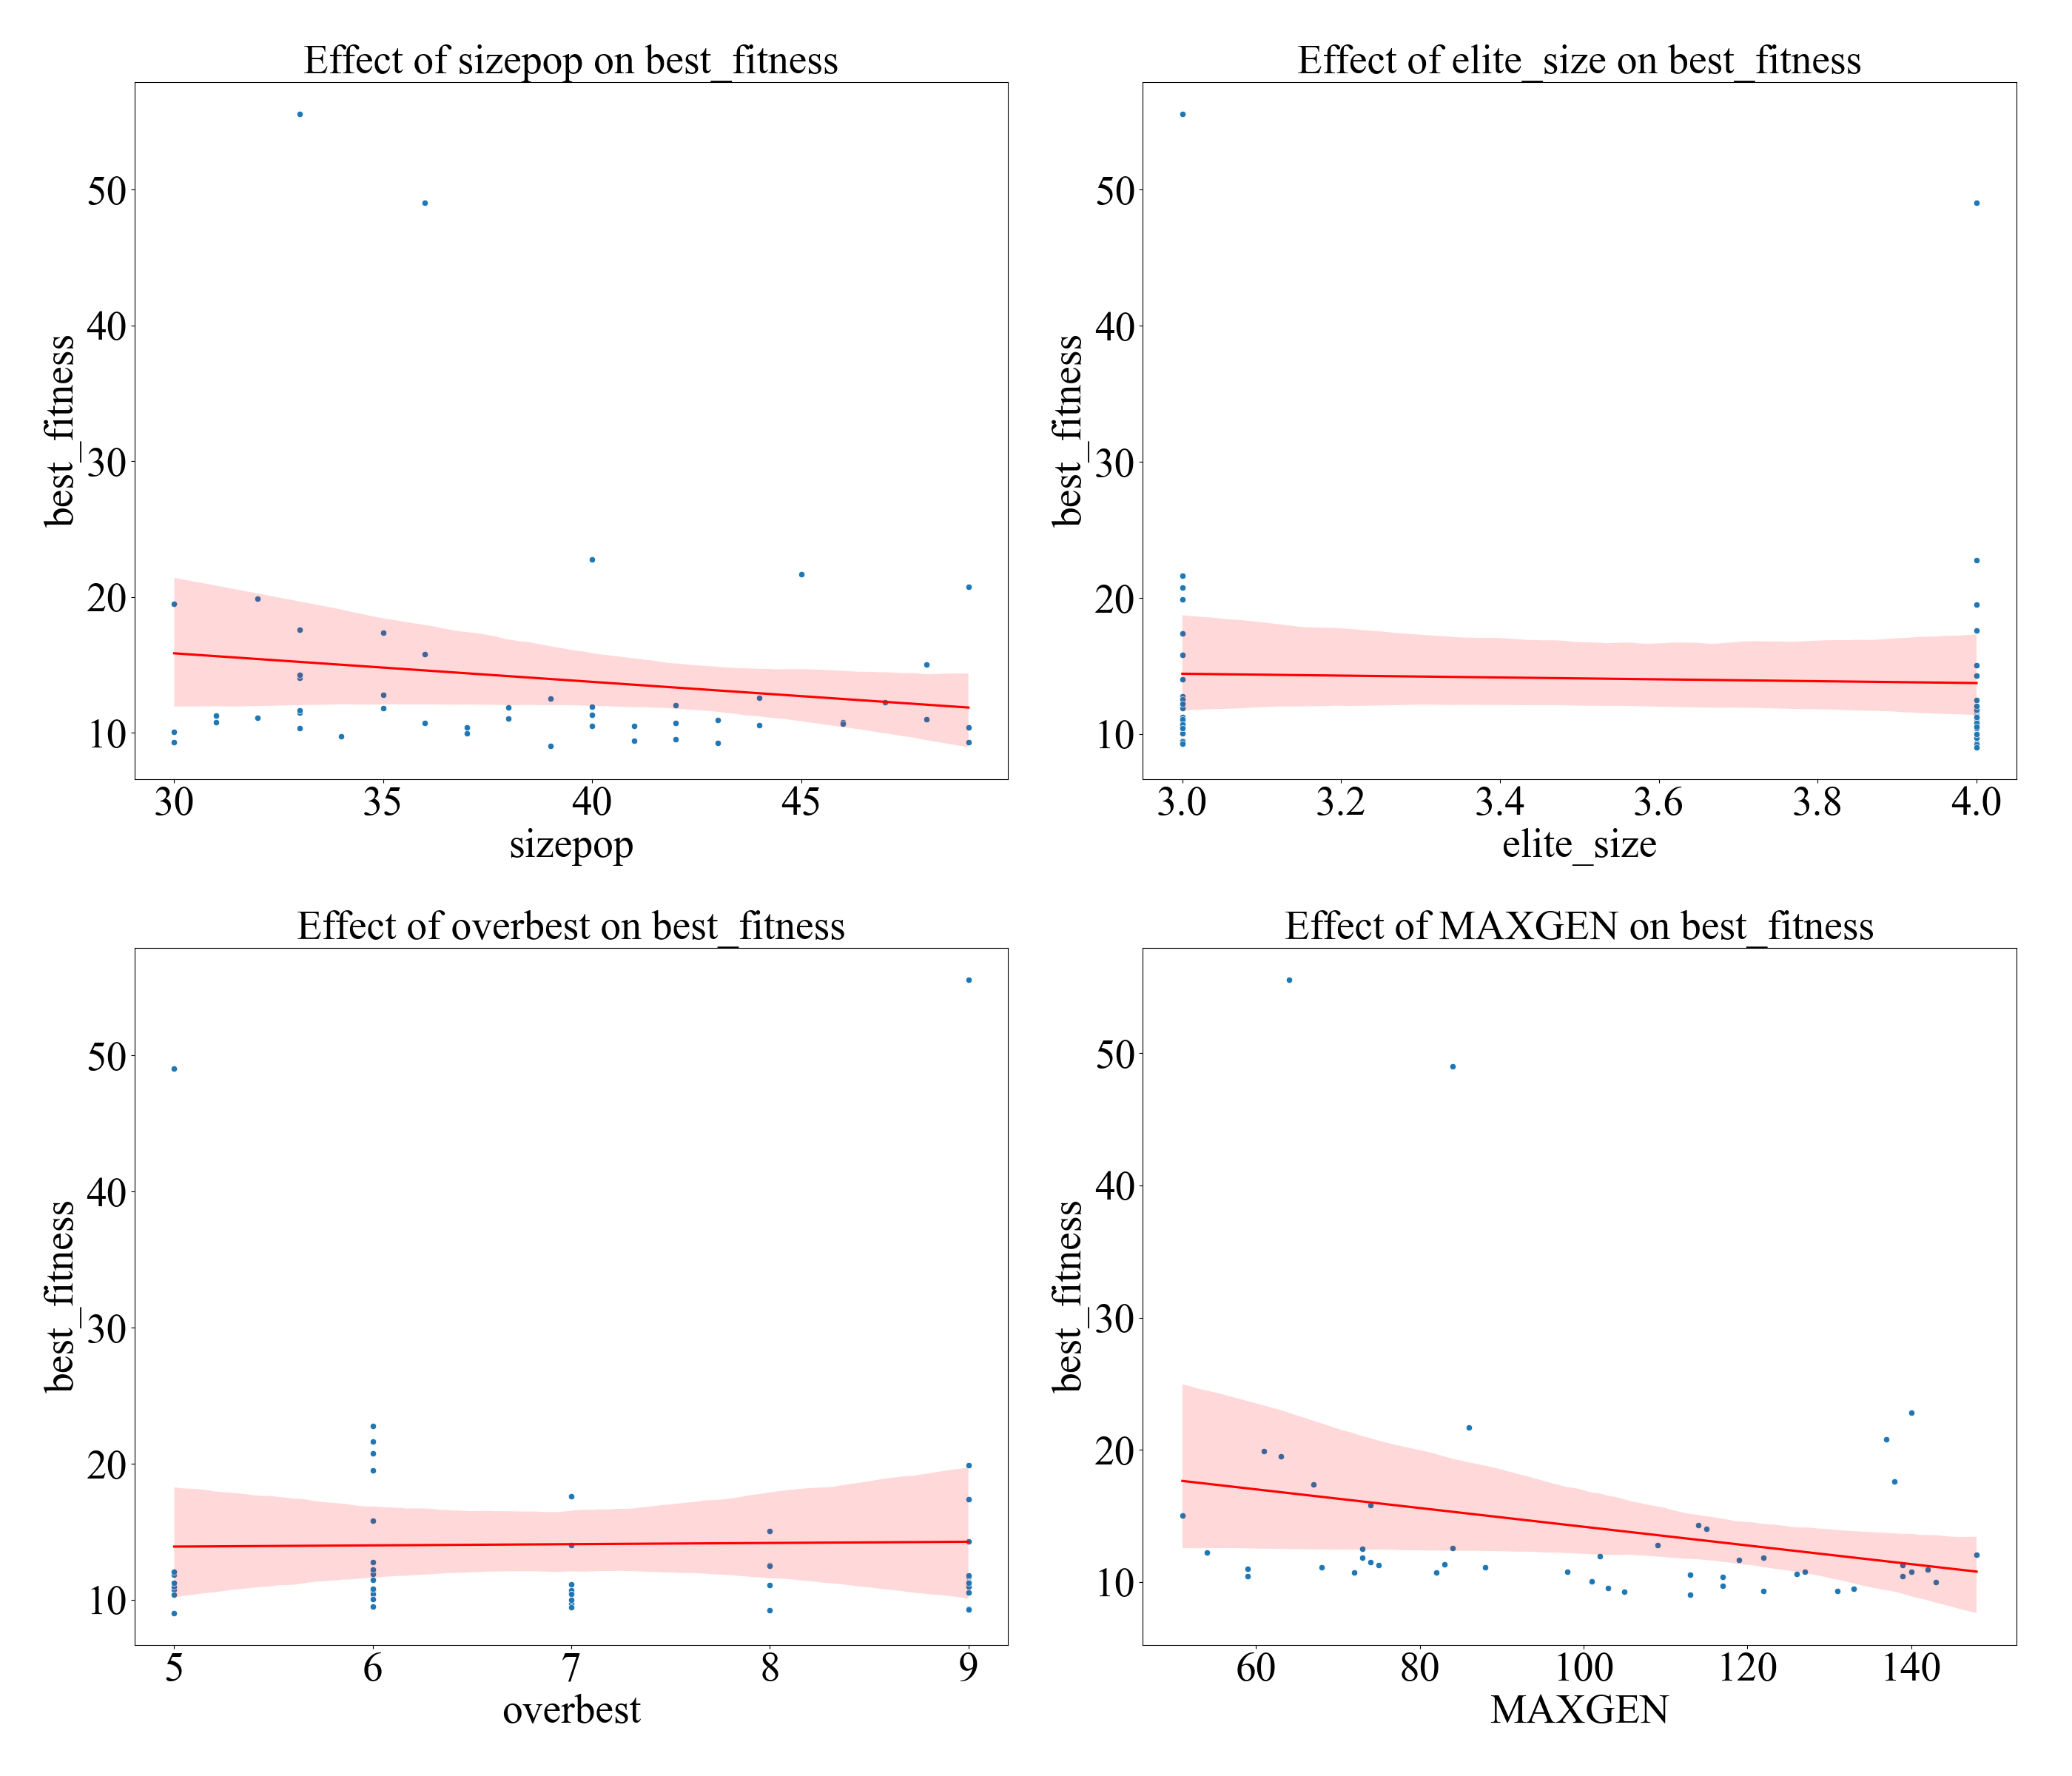 Effect of sizepop on best_fitness
best_fitness
50
40
30
20
10
30 35 40 45
sizepop
Effect of elite_size on best_fitness
best_fitness
50
40
30
20
10
3.0 3.2 3.4 3.6 3.8 4.0
elite_size
Effect of overbest on best_fitness
best_fitness
50
40
30
20
10
5 6 7 8 9
overbest
Effect of MAXGEN on best_fitness
best_fitness
50
40
30
20
10
60 80 100 120 140
MAXGEN